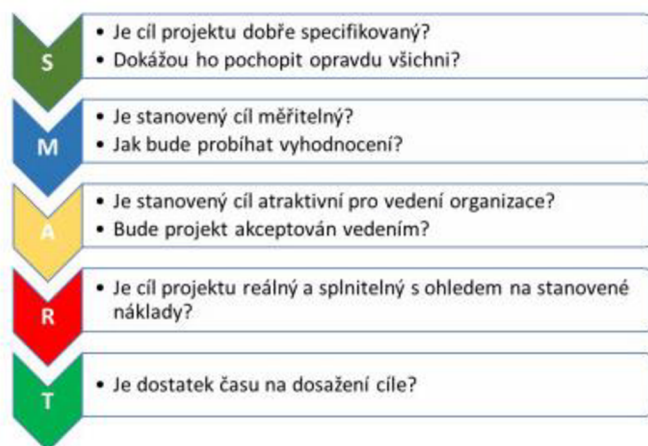 S
• Je cíl projektu dobře specifikovaný?
• Dokážou ho pochopit opravdu všichni?
M
• Je stanovený cíl měřitelný?
• Jak bude probíhat vyhodnocení?
A
• Je stanovený cíl atraktivní pro vedení organizace?
• Bude projekt akceptován vedením?
R
• Je cíl projektu reálný a splnitelný s ohledem na stanovené
náklady?
T
• Je dostatek času na dosažení cíle?